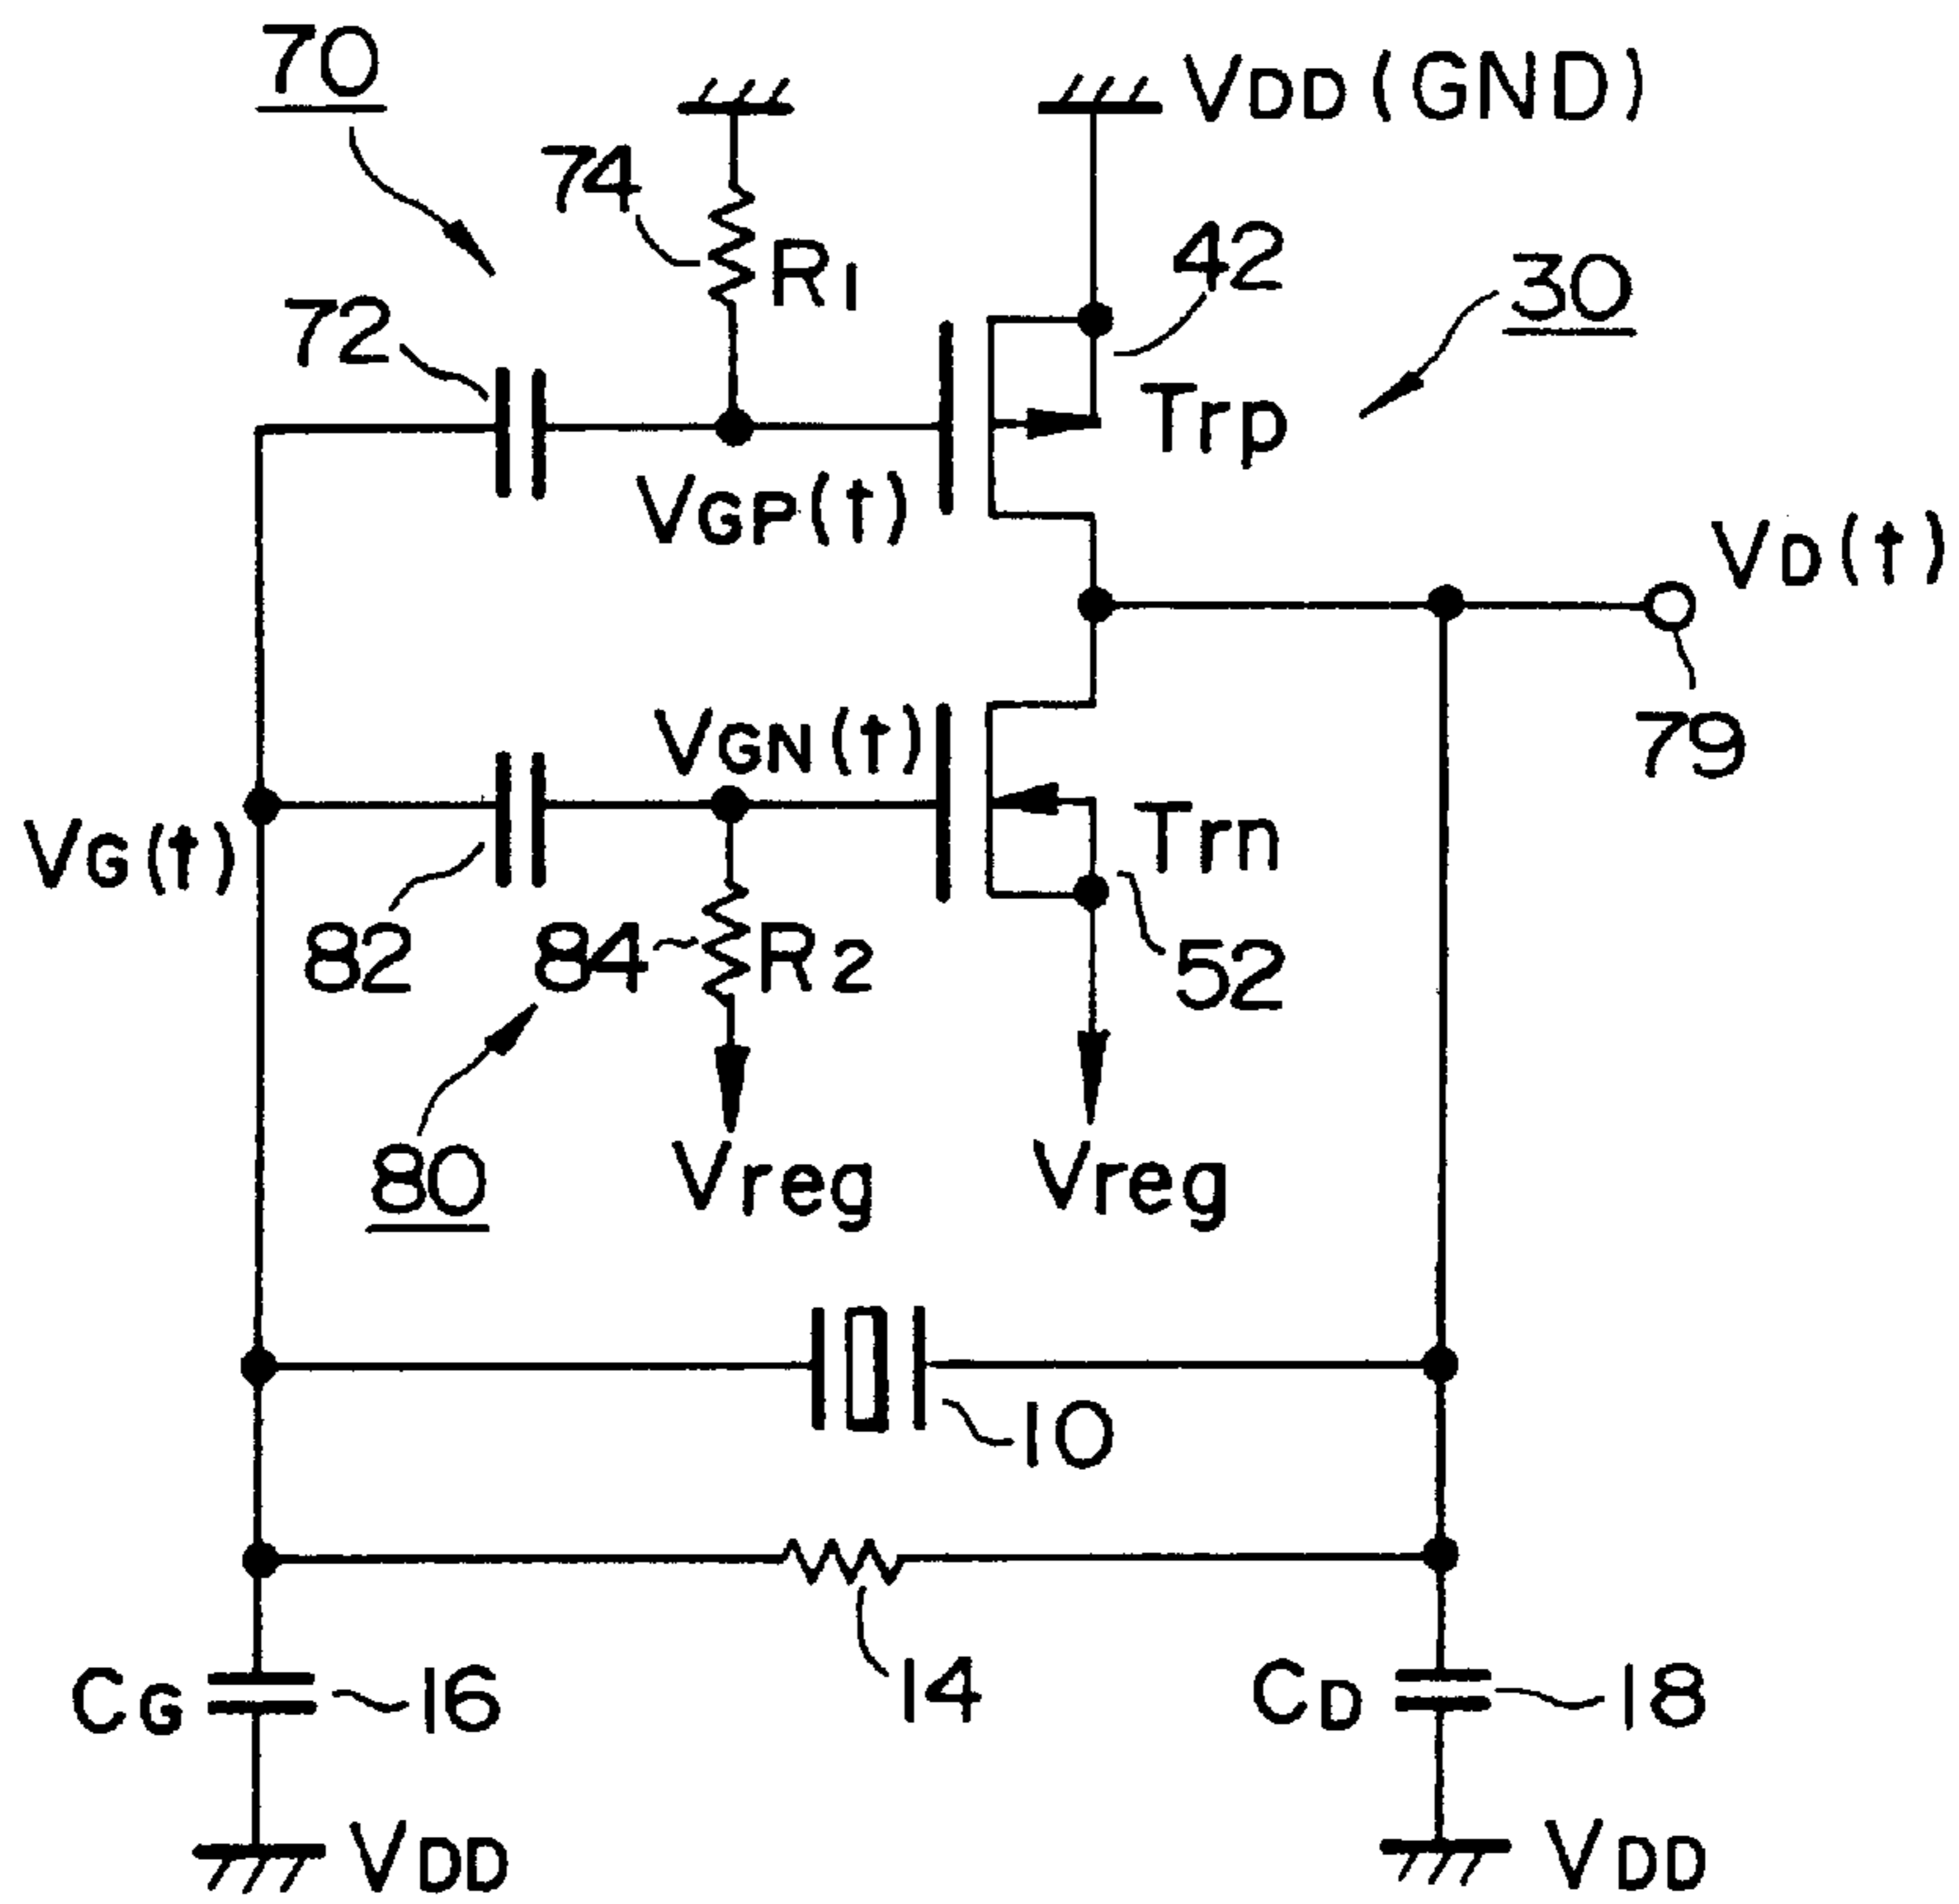 70
VDD (GND)
74
R1
42
30
72
Trp
VGP(t)
VD(t)
79
VGN(t)
VG(t)
Trn
82
84
R2
52
80
Vreg
Vreg
10
14
CG
16
CD
18
VDD
VDD